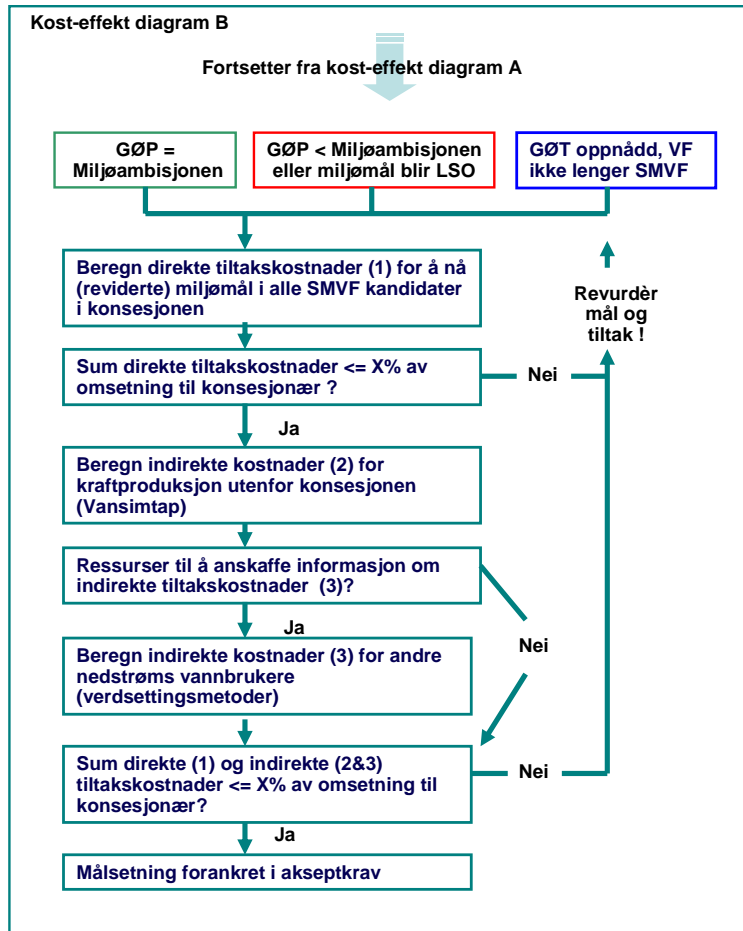 Kost-effekt diagram B
Fortsetter fra kost-effekt diagram A
GØP =
Miljøambisjonen
GØP < Miljøambisjonen
eller miljømål blir LSO
GØT oppnådd, VF
ikke lenger SMVF
Beregn direkte tiltakskostnader (1) for å nå
(reviderte) miljømål i alle SMVF kandidater
i konsesjonen
Revurdèr
mål og
tiltak !
Sum direkte tiltakskostnader <= X% av
omsetning til konsesjonær ?
Nei
Ja
Beregn indirekte kostnader (2) for
kraftproduksjon utenfor konsesjonen
(Vansimtap)
Ressurser til å anskaffe informasjon om
indirekte tiltakskostnader (3)?
Ja
Nei
Beregn indirekte kostnader (3) for andre
nedstrøms vannbrukere
(verdsettingsmetoder)
Sum direkte (1) og indirekte (2&3)
tiltakskostnader <= X% av omsetning til
konsesjonær?
Nei
Ja
Målsetning forankret i akseptkrav